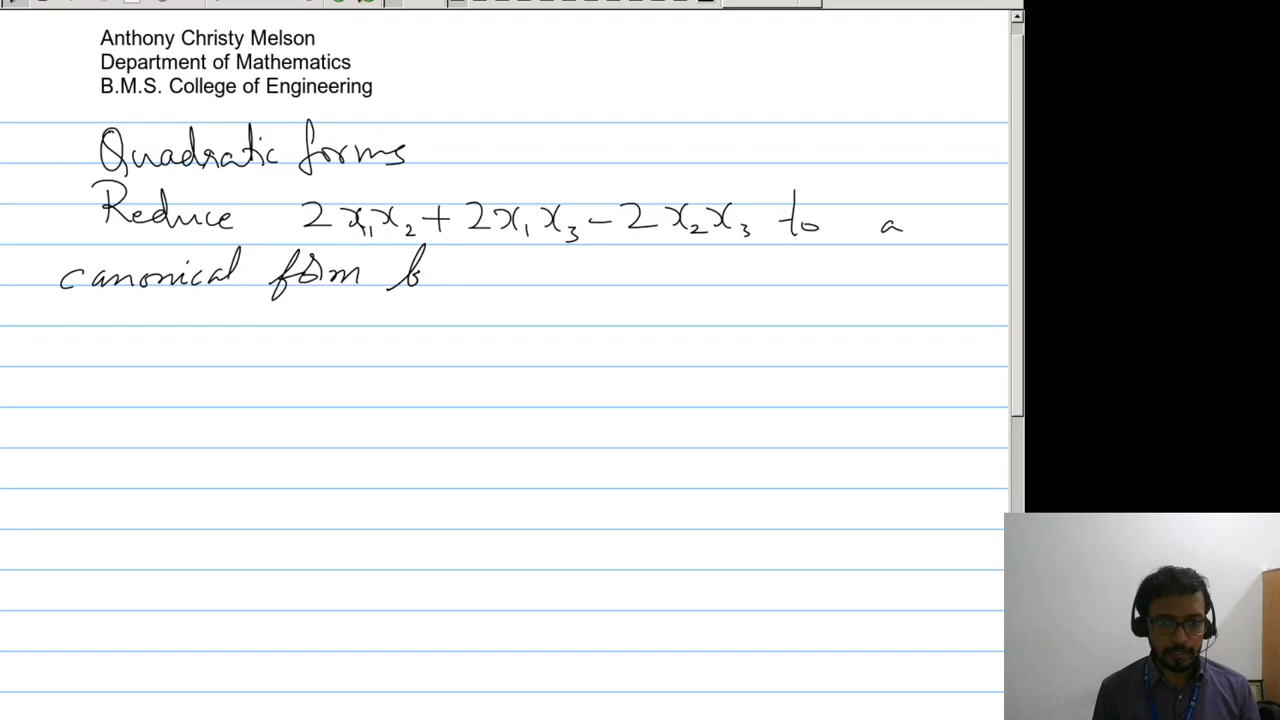 Anthony Christy Melson
Department of Mathematics
B.M.S. College of Engineering
Quadratic forms
Reduce 2x₁x₂ + 2x₁x₃ - 2x₂x₃ to a
canonical form b